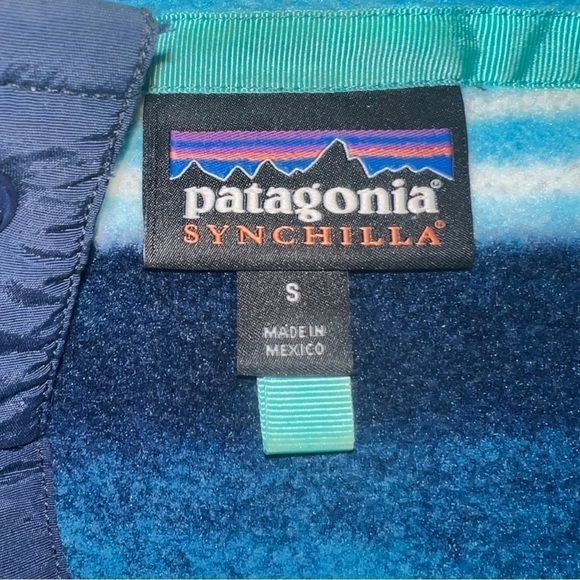 patagonia®
SYNCHILLA®
S
MADE IN
MEXICO